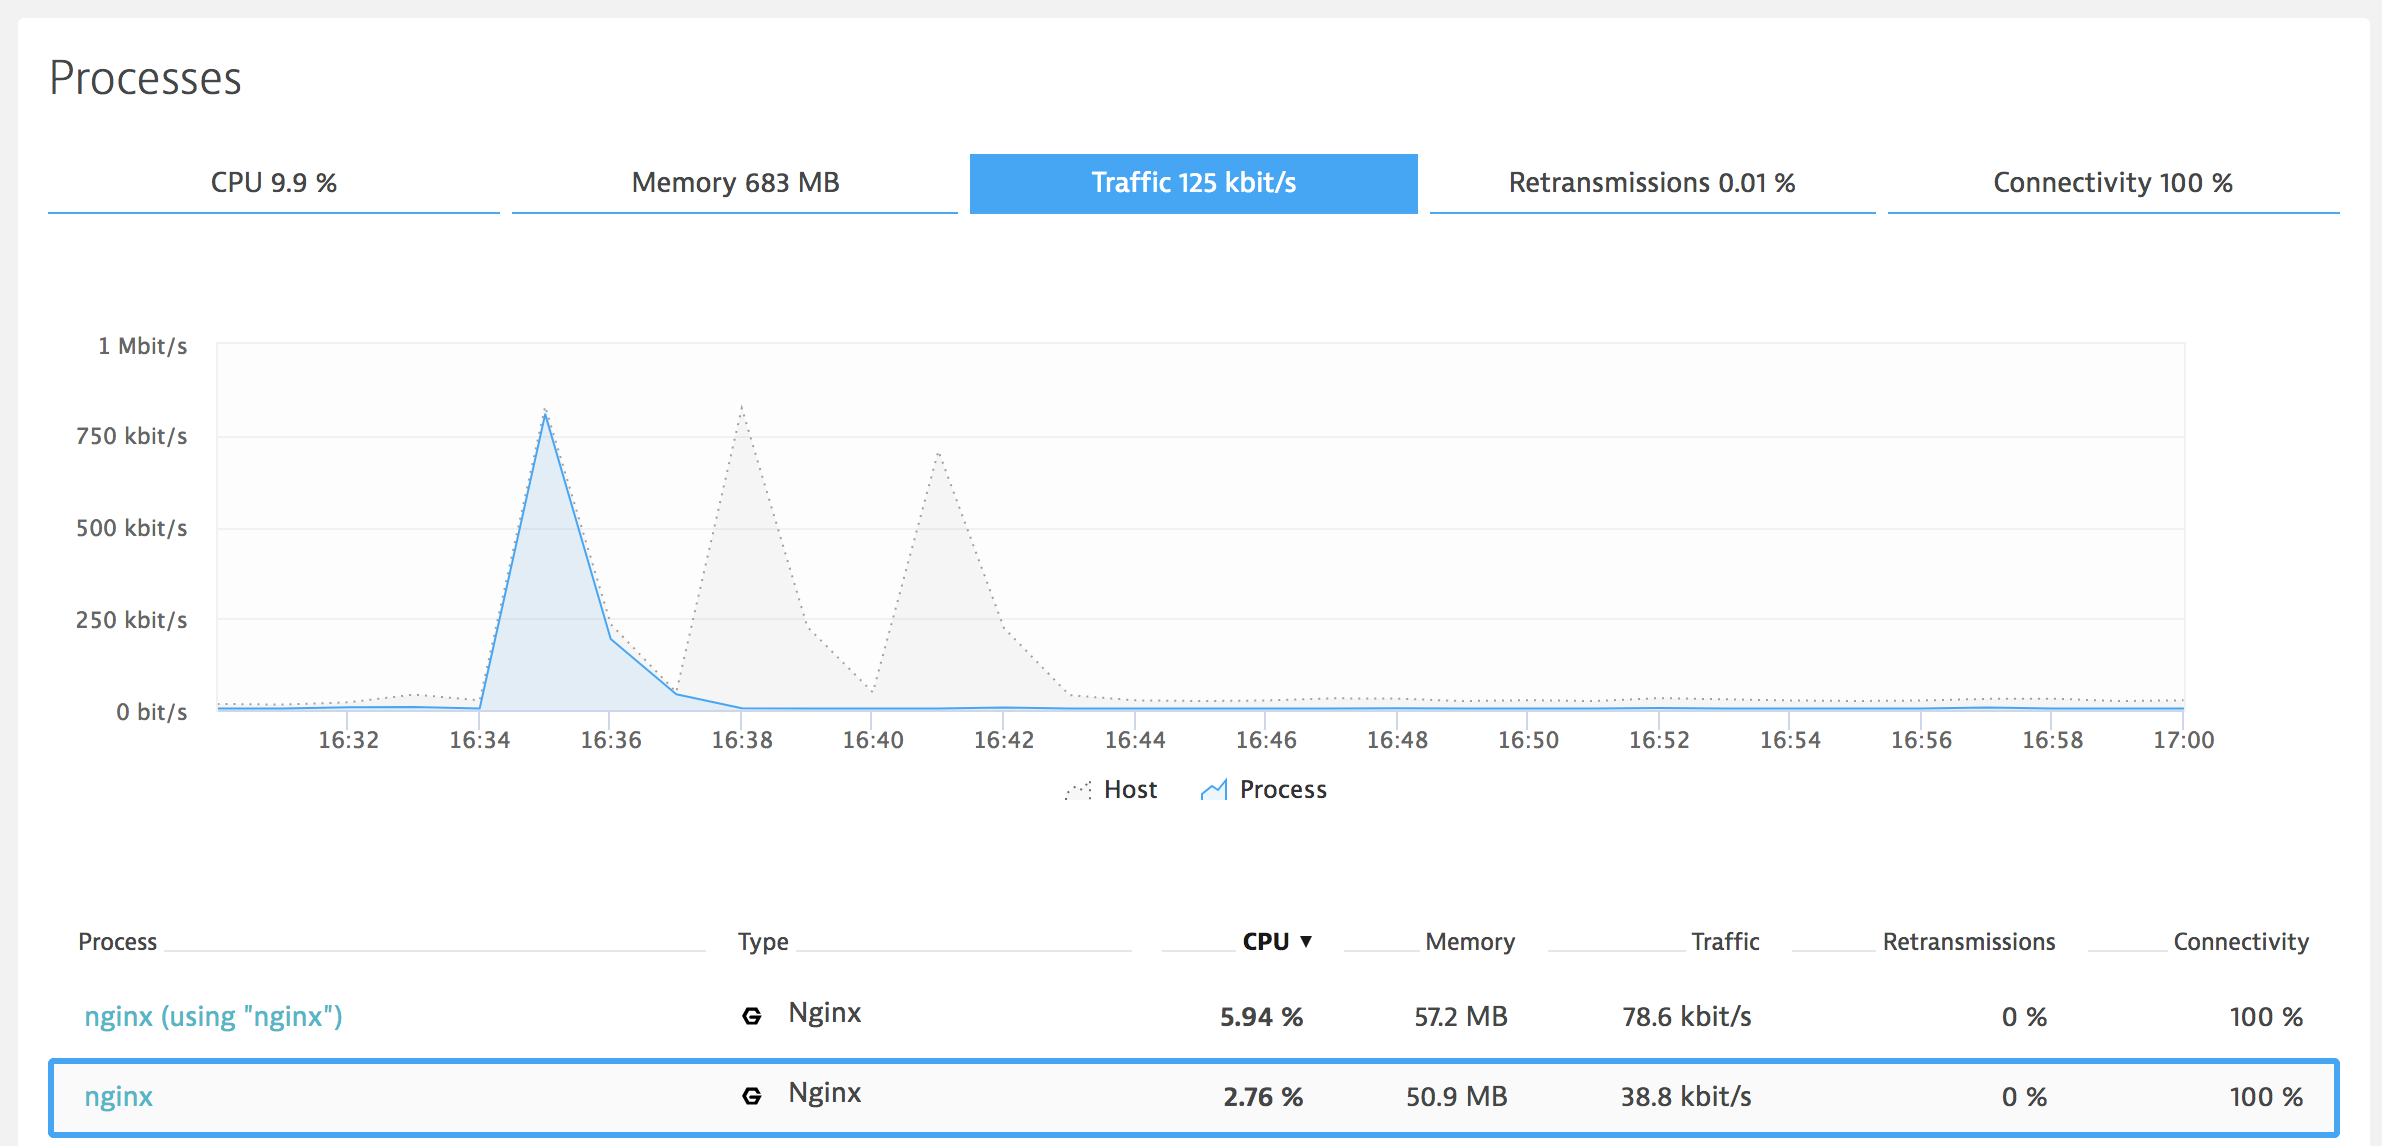 Processes
CPU 9.9 % Memory 683 MB Traffic 125 kbit/s Retransmissions 0.01 % Connectivity 100 %
1 Mbit/s
750 kbit/s
500 kbit/s
250 kbit/s
0 bit/s
16:32 16:34 16:36 16:38 16:40 16:42 16:44 16:46 16:48 16:50 16:52 16:54 16:56 16:58 17:00
Host Process
Process Type CPU ▼ Memory Traffic Retransmissions Connectivity
nginx (using "nginx") Nginx 5.94 % 57.2 MB 78.6 kbit/s 0 % 100 %
nginx Nginx 2.76 % 50.9 MB 38.8 kbit/s 0 % 100 %